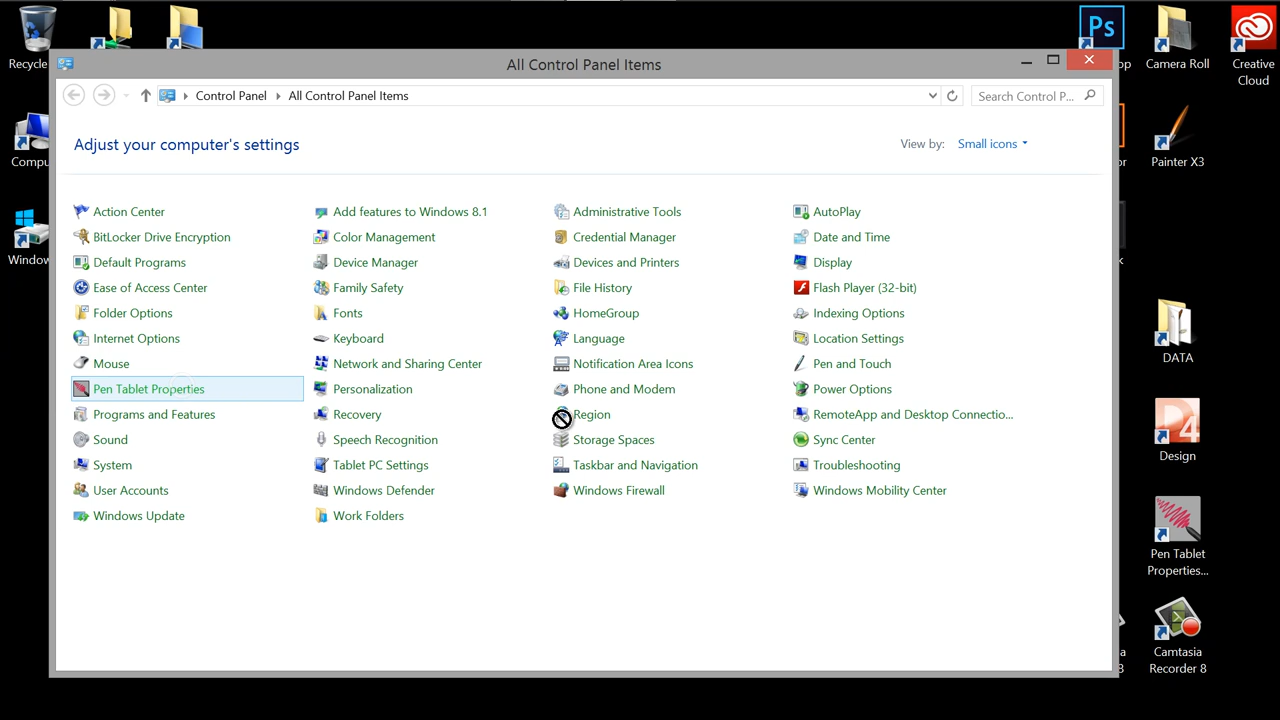 Recycle
Ps
op
Camera Roll
Creative
Cloud
All Control Panel Items
Control Panel
All Control Panel Items
Search Control P...
Compu
or
Painter X3
Adjust your computer's settings
View by:
Small icons
Action Center
Add features to Windows 8.1
Administrative Tools
AutoPlay
BitLocker Drive Encryption
Color Management
Credential Manager
Date and Time
Window
k
Default Programs
Device Manager
Devices and Printers
Display
Ease of Access Center
Family Safety
File History
Flash Player (32-bit)
Folder Options
Fonts
HomeGroup
Indexing Options
Internet Options
Keyboard
Language
Location Settings
DATA
Mouse
Network and Sharing Center
Notification Area Icons
Pen and Touch
Pen Tablet Properties
Personalization
Phone and Modem
Power Options
Programs and Features
Recovery
Region
RemoteApp and Desktop Connectio...
Sound
Speech Recognition
Storage Spaces
Sync Center
Design
System
Tablet PC Settings
Taskbar and Navigation
Troubleshooting
User Accounts
Windows Defender
Windows Firewall
Windows Mobility Center
Windows Update
Work Folders
Pen Tablet
Properties...
a
3
Camtasia
Recorder 8